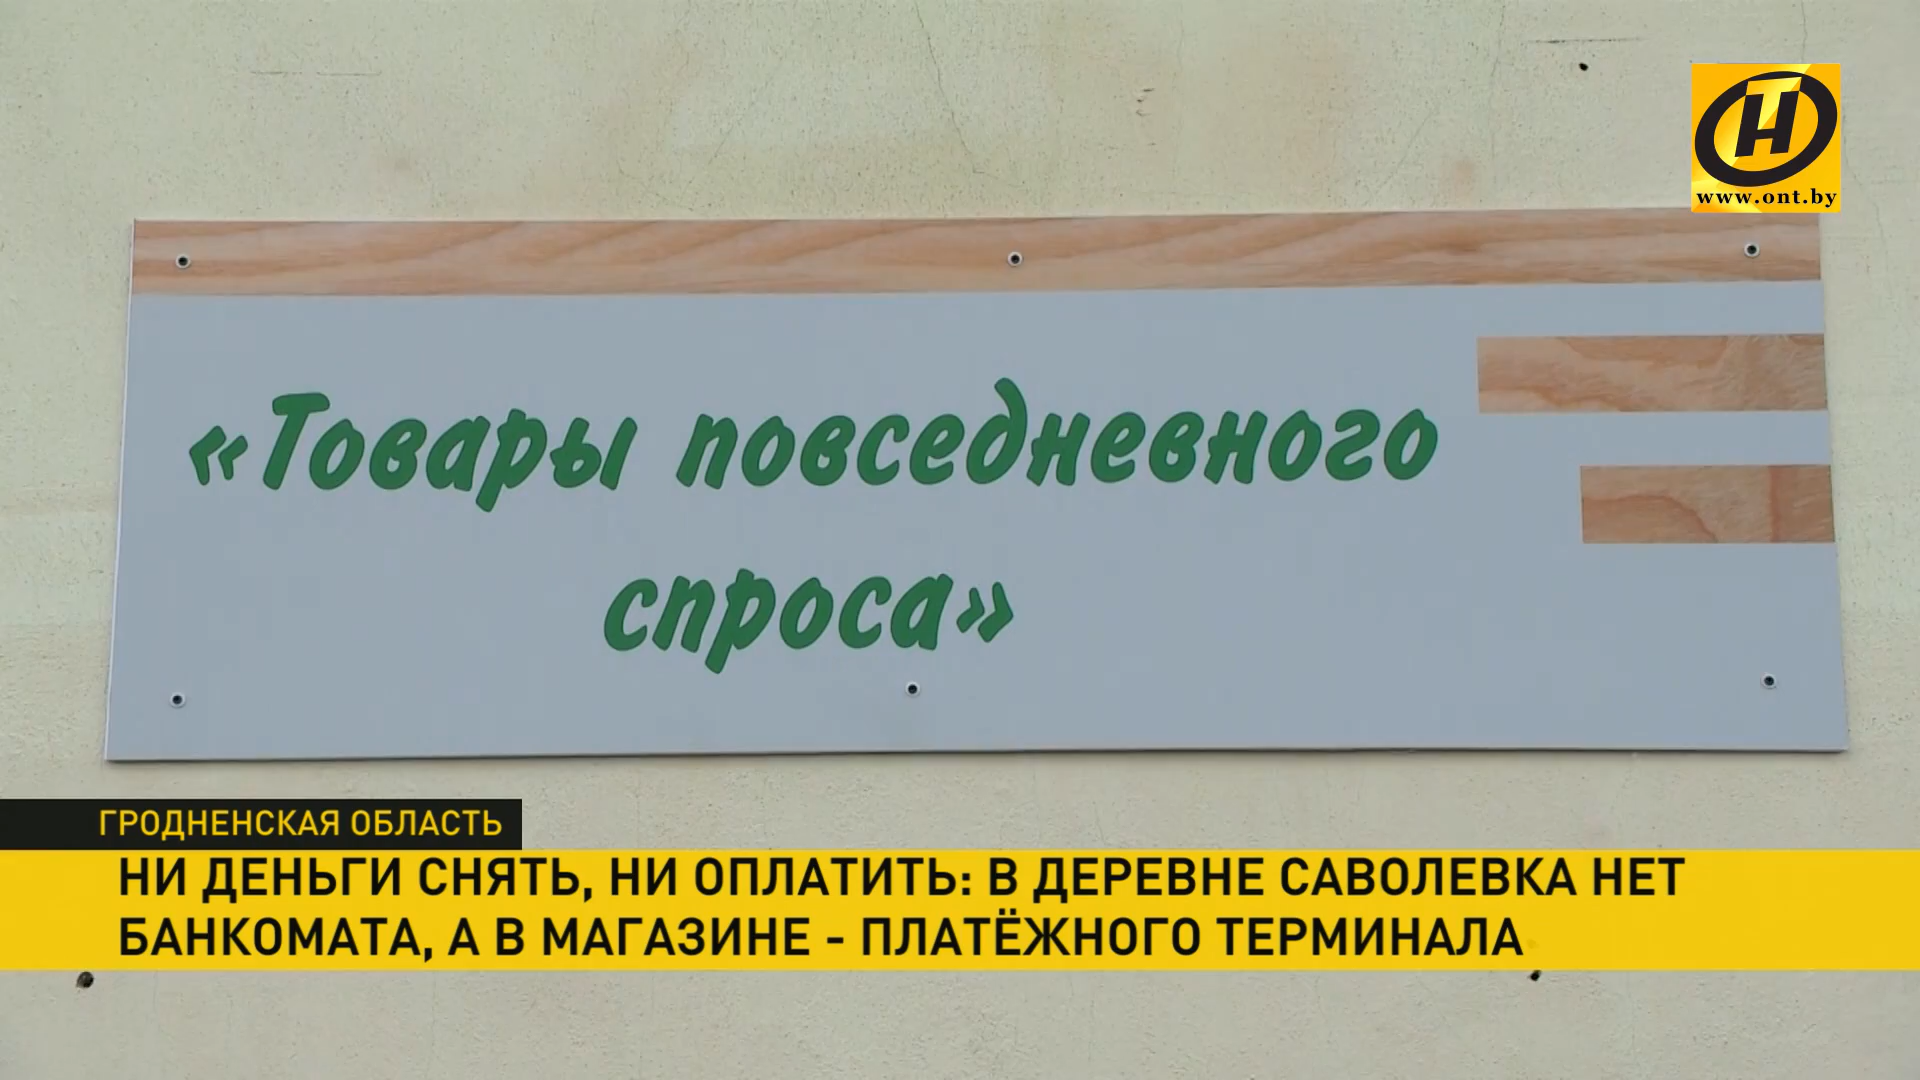 www.ont.by
«Товары повседневного
спроса»
ГРОДНЕНСКАЯ ОБЛАСТЬ
НИ ДЕНЬГИ СНЯТЬ, НИ ОПЛАТИТЬ: В ДЕРЕВНЕ САВОЛЕВКА НЕТ
БАНКОМАТА, А В МАГАЗИНЕ - ПЛАТЁЖНОГО ТЕРМИНАЛА